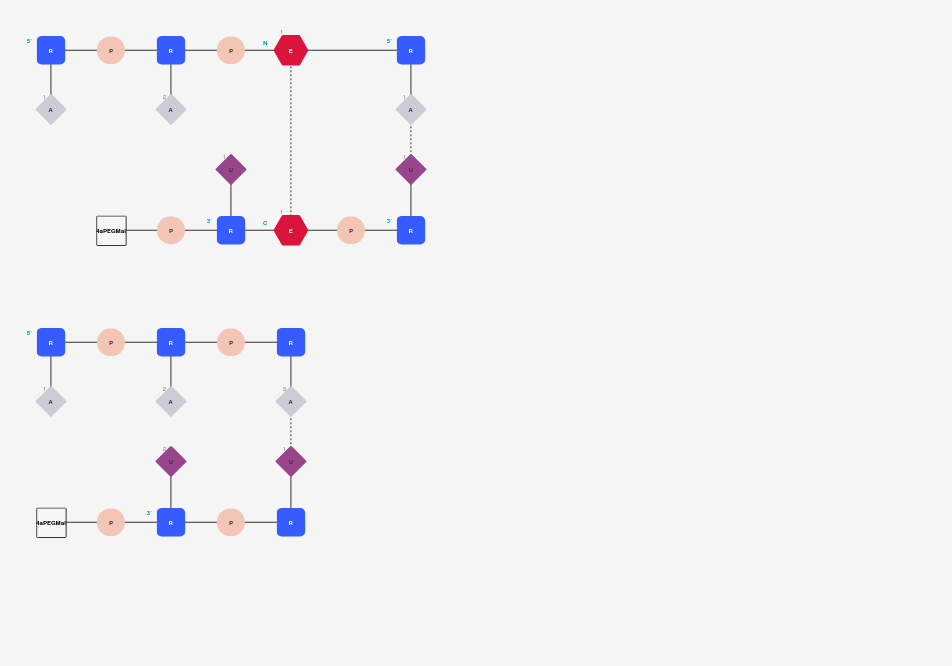 5' R P R P N 1 E 5' R
1 A 2 A 1 A
1 U 1 U
4aPEGMal P 3' R C 1 E P 3' R
5' R P R P R
1 A 2 A 3 A
2 U 1 U
4aPEGMal P 3' R P R